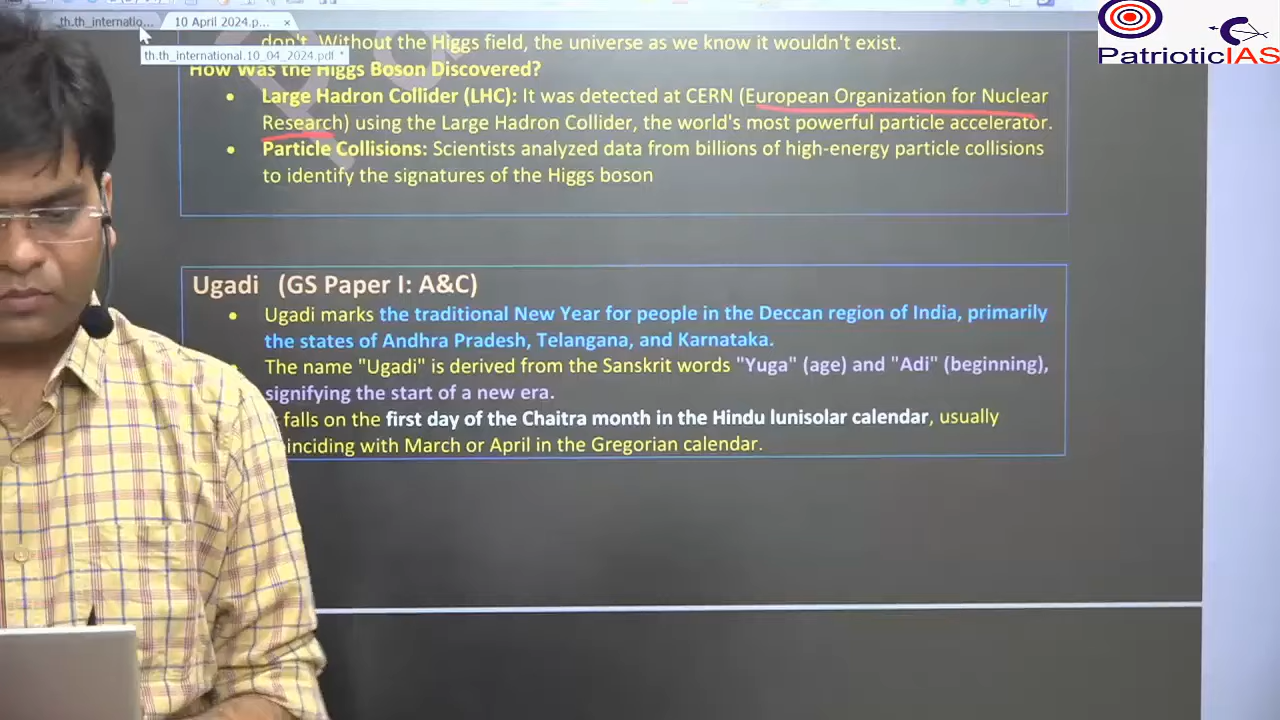 th.th_internatio...
10 April 2024.p...
×
PatrioticIAS
don't. Without the Higgs field, the universe as we know it wouldn't exist.
th.th_international.10_04_2024.pdf *
How Was the Higgs Boson Discovered?
• Large Hadron Collider (LHC): It was detected at CERN (European Organization for Nuclear
Research) using the Large Hadron Collider, the world's most powerful particle accelerator.
• Particle Collisions: Scientists analyzed data from billions of high-energy particle collisions
to identify the signatures of the Higgs boson
Ugadi (GS Paper I: A&C)
• Ugadi marks the traditional New Year for people in the Deccan region of India, primarily
the states of Andhra Pradesh, Telangana, and Karnataka.
The name "Ugadi" is derived from the Sanskrit words "Yuga" (age) and "Adi" (beginning),
signifying the start of a new era.
falls on the first day of the Chaitra month in the Hindu lunisolar calendar, usually
inciding with March or April in the Gregorian calendar.